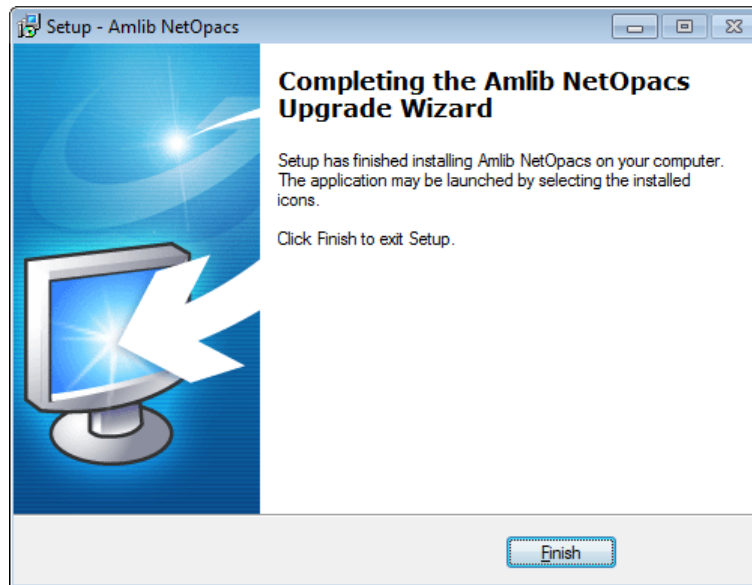 Setup - Amlib NetOpacs
Completing the Amlib NetOpacs
Upgrade Wizard
Setup has finished installing Amlib NetOpacs on your computer.
The application may be launched by selecting the installed
icons.
Click Finish to exit Setup.
Finish